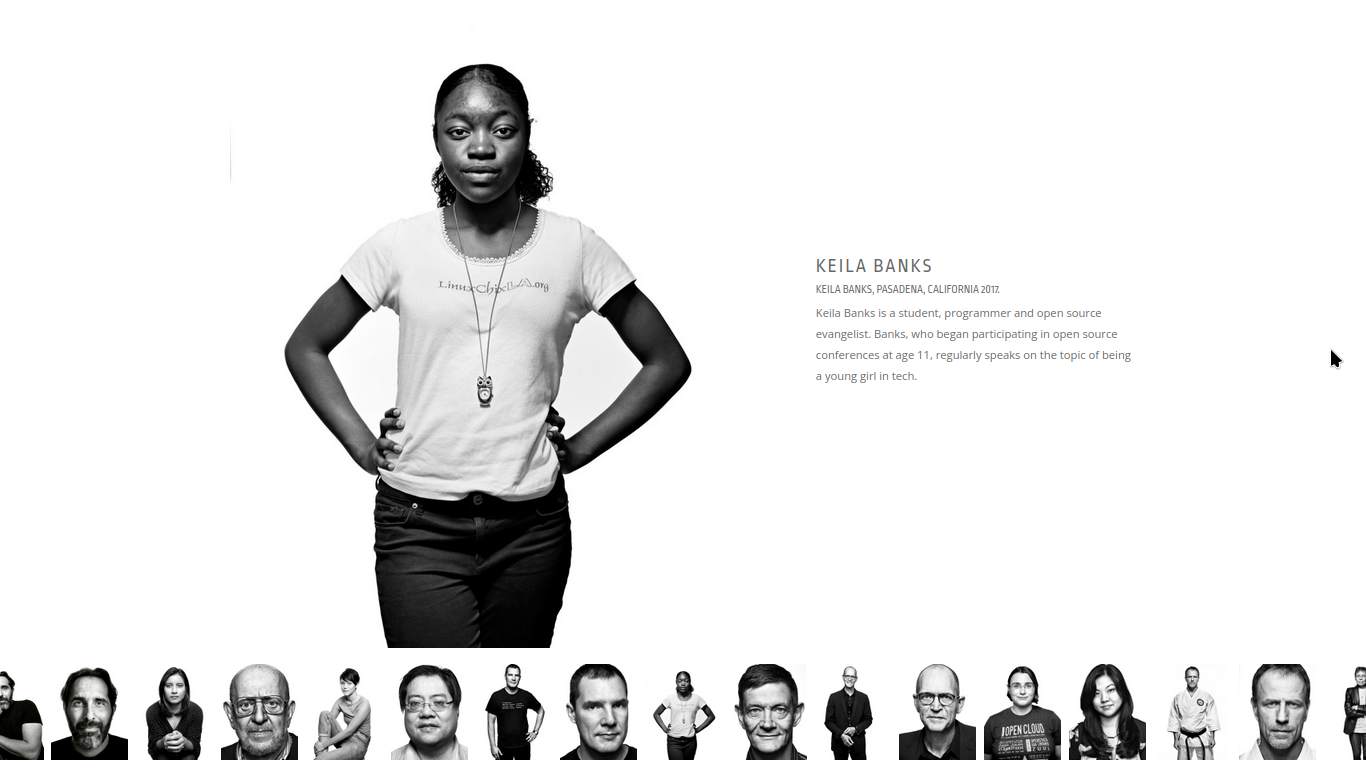 LinuxChixLA.org
KEILA BANKS
KEILA BANKS, PASADENA, CALIFORNIA 2017.
Keila Banks is a student, programmer and open source
evangelist. Banks, who began participating in open source
conferences at age 11, regularly speaks on the topic of being
a young girl in tech.
OPEN CLOUD